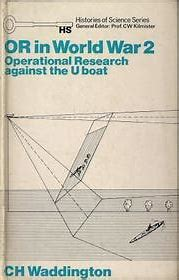 Histories of Science Series
General Editor: Prof. C W Kilmister
HS
OR in World War 2
Operational Research
against the U boat
CH Waddington